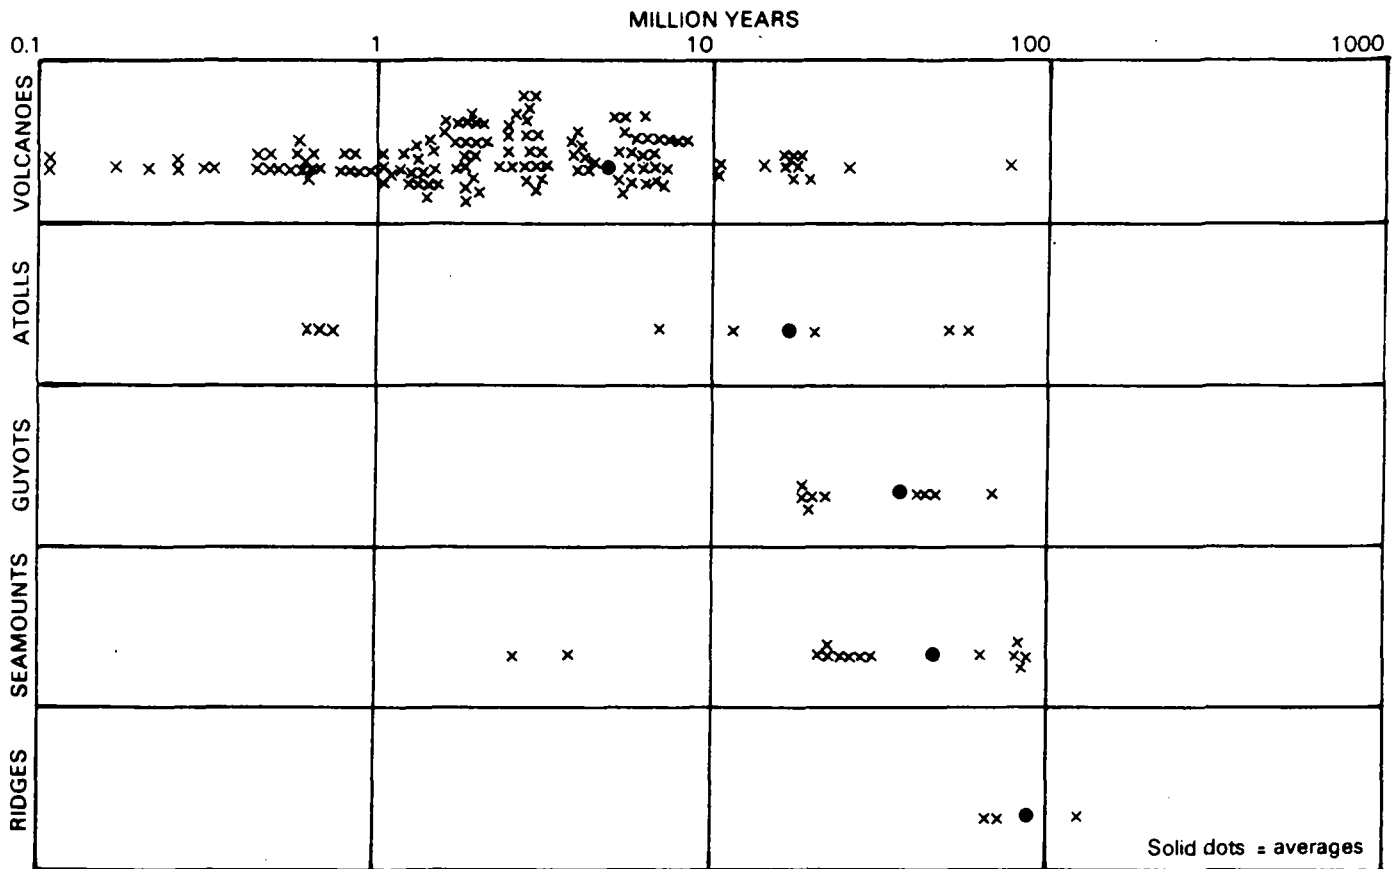 MILLION YEARS
0.1 1 10 100 1000
VOLCANOES
ATOLLS
GUYOTS
SEAMOUNTS
RIDGES
Solid dots = averages